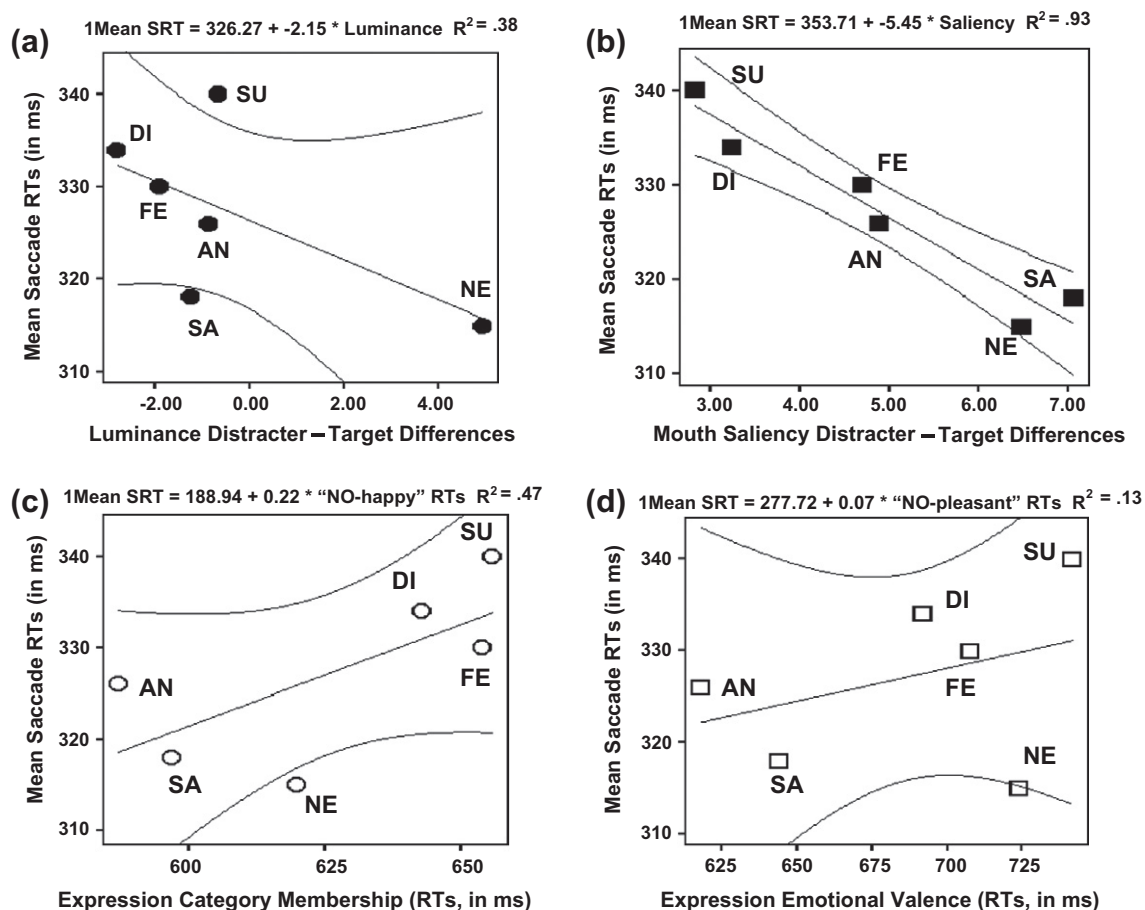 (a)
1Mean SRT = 326.27 + -2.15 * Luminance R² = .38
Mean Saccade RTs (in ms)
340
330
320
310
SU
DI
FE
AN
NE
SA
-2.00 0.00 2.00 4.00
Luminance Distracter – Target Differences
(b)
1Mean SRT = 353.71 + -5.45 * Saliency R² = .93
Mean Saccade RTs (in ms)
340
330
320
310
SU
FE
DI
AN
SA
NE
3.00 4.00 5.00 6.00 7.00
Mouth Saliency Distracter – Target Differences
(c)
1Mean SRT = 188.94 + 0.22 * “NO-happy” RTs R² = .47
Mean Saccade RTs (in ms)
340
330
320
310
SU
DI
FE
AN
SA
NE
600 625 650
Expression Category Membership (RTs, in ms)
(d)
1Mean SRT = 277.72 + 0.07 * “NO-pleasant” RTs R² = .13
Mean Saccade RTs (in ms)
340
330
320
310
SU
DI
FE
AN
NE
SA
625 650 675 700 725
Expression Emotional Valence (RTs, in ms)